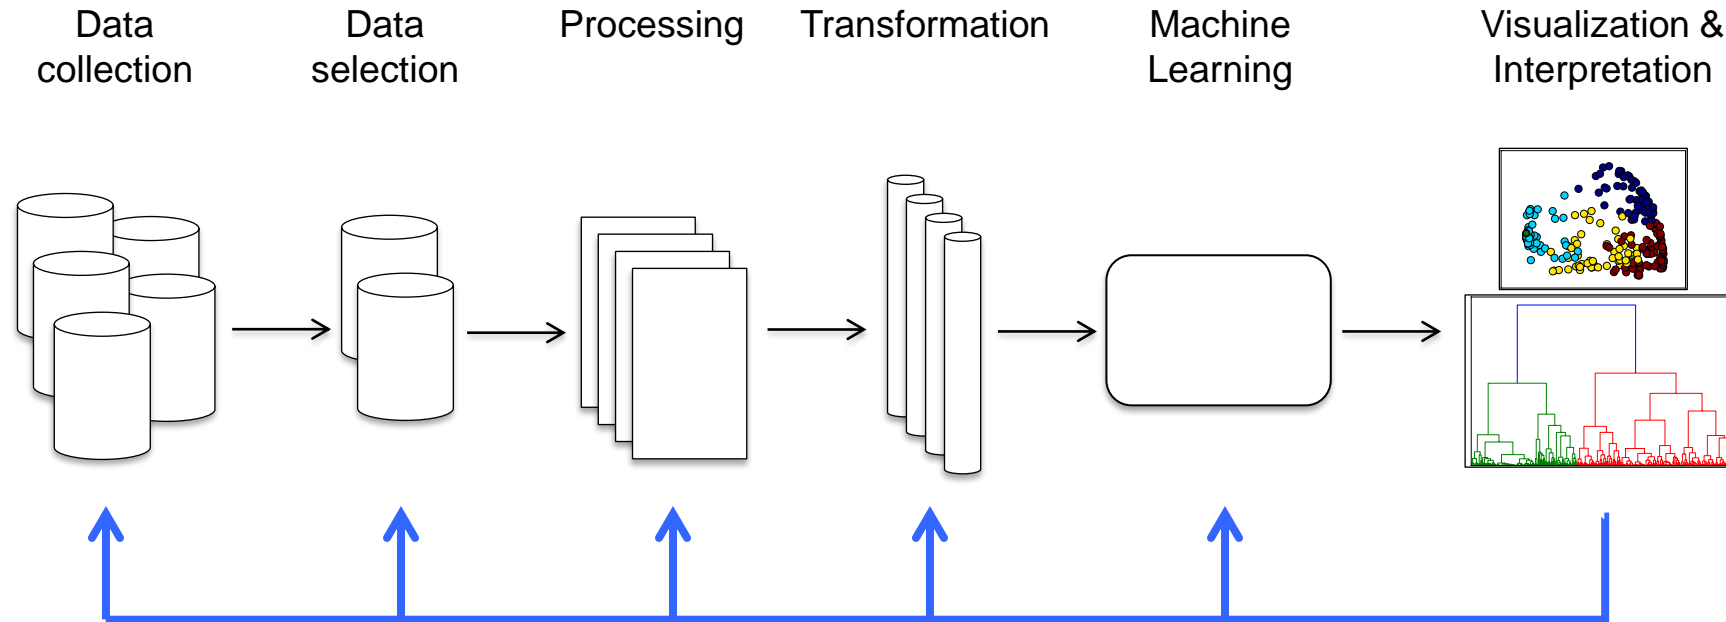 Data
collection
Data
selection
Processing
Transformation
Machine
Learning
Visualization &
Interpretation